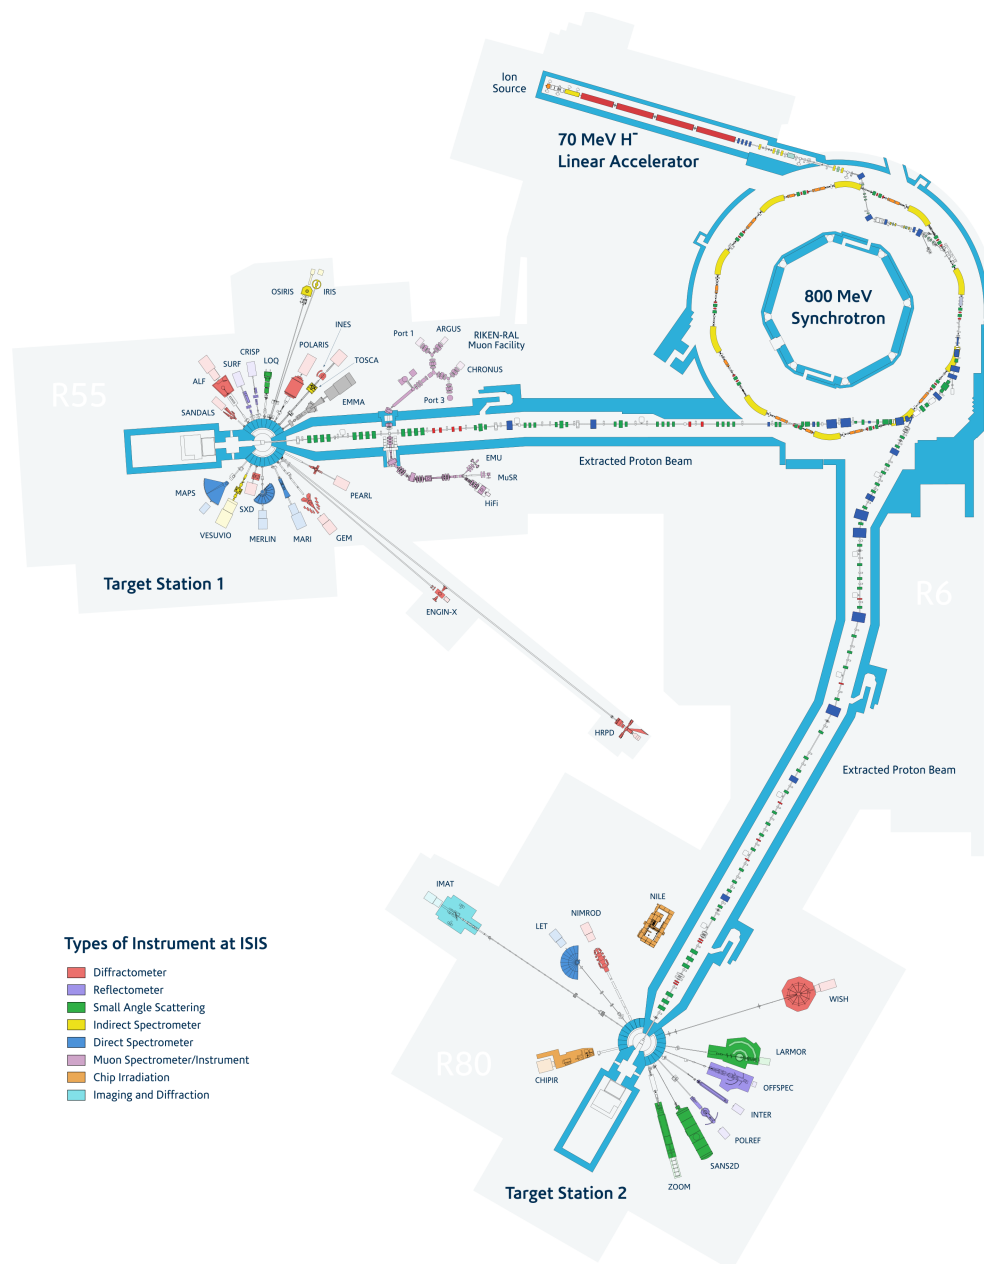 Ion
Source
70 MeV H⁻
Linear Accelerator
800 MeV
Synchrotron
OSIRIS
IRIS
INES
POLARIS
TOSCA
CRISP
LOQ
SURF
ALF
SANDALS
EMMA
R55
Port 1
ARGUS
RIKEN-RAL
Muon Facility
CHRONUS
Port 3
Extracted Proton Beam
EMU
MuSR
HiFi
PEARL
MAPS
SXD
VESUVIO
MERLIN
MARI
GEM
Target Station 1
ENGIN-X
R6
HRPD
Extracted Proton Beam
IMAT
NILE
NIMROD
LET
WISH
LARMOR
OFFSPEC
INTER
POLREF
SANS2D
ZOOM
CHIPIR
R80
Target Station 2
Types of Instrument at ISIS
Diffractometer
Reflectometer
Small Angle Scattering
Indirect Spectrometer
Direct Spectrometer
Muon Spectrometer/Instrument
Chip Irradiation
Imaging and Diffraction